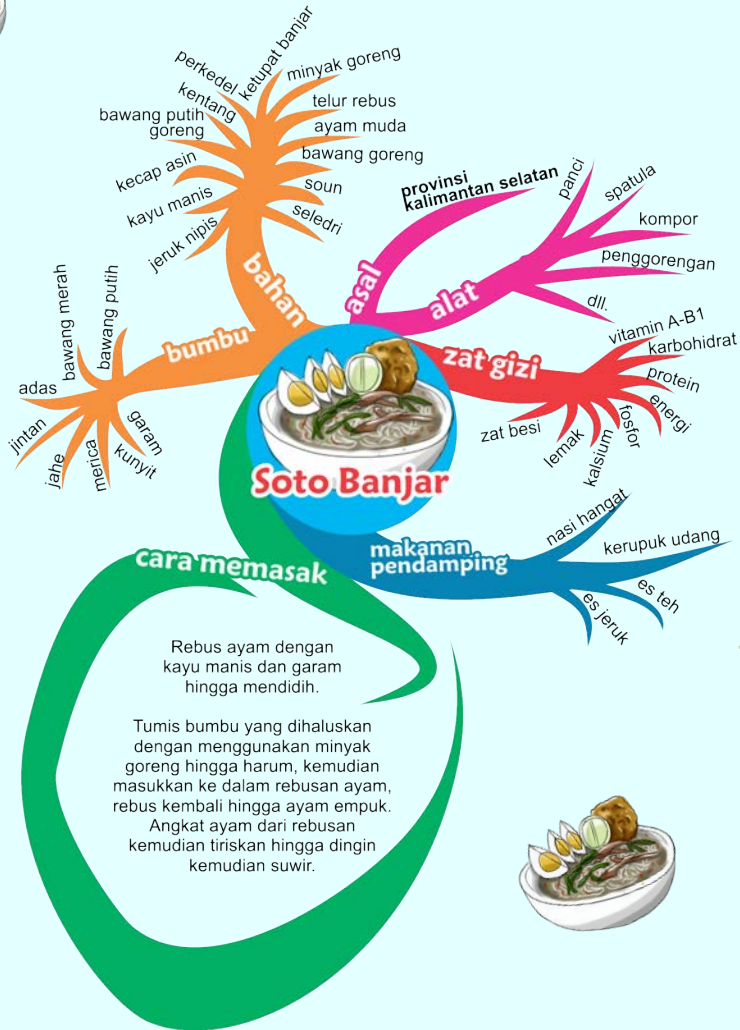 Soto Banjar
bahan
ketupat banjar
perkedel
kentang
bawang putih
goreng
kecap asin
kayu manis
jeruk nipis
minyak goreng
telur rebus
ayam muda
bawang goreng
soun
seledri
asal
provinsi
kalimantan selatan
alat
panci
spatula
kompor
penggorengan
dll.
zat gizi
vitamin A-B1
karbohidrat
protein
energi
fosfor
kalsium
lemak
zat besi
makanan
pendamping
nasi hangat
kerupuk udang
es teh
es jeruk
bumbu
bawang merah
bawang putih
adas
jintan
jahe
merica
kunyit
garam
cara memasak
Rebus ayam dengan
kayu manis dan garam
hingga mendidih.
Tumis bumbu yang dihaluskan
dengan menggunakan minyak
goreng hingga harum, kemudian
masukkan ke dalam rebusan ayam,
rebus kembali hingga ayam empuk.
Angkat ayam dari rebusan
kemudian tiriskan hingga dingin
kemudian suwir.